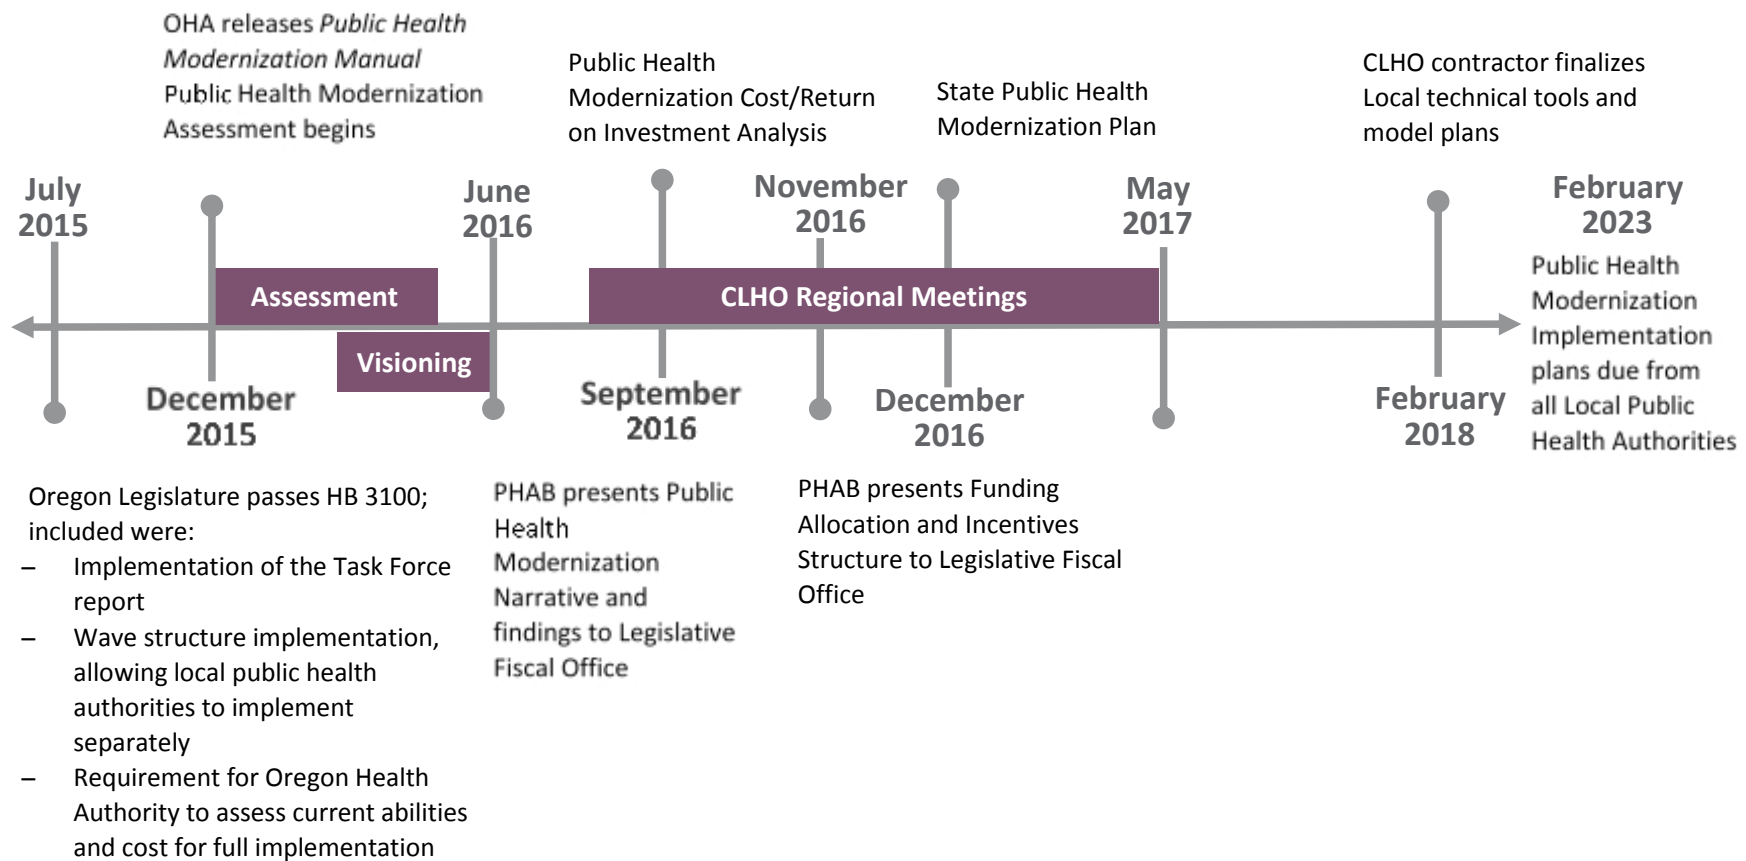 OHA releases Public Health
Modernization Manual
Public Health Modernization
Assessment begins
Public Health
Modernization Cost/Return
on Investment Analysis
State Public Health
Modernization Plan
CLHO contractor finalizes
Local technical tools and
model plans
July
2015
June
2016
November
2016
May
2017
February
2023
Public Health
Modernization
Implementation
plans due from
all Local Public
Health Authorities
Assessment
CLHO Regional Meetings
Visioning
December
2015
September
2016
December
2016
February
2018
Oregon Legislature passes HB 3100;
included were:
– Implementation of the Task Force
report
– Wave structure implementation,
allowing local public health
authorities to implement
separately
– Requirement for Oregon Health
Authority to assess current abilities
and cost for full implementation
PHAB presents Public
Health
Modernization
Narrative and
findings to Legislative
Fiscal Office
PHAB presents Funding
Allocation and Incentives
Structure to Legislative Fiscal
Office